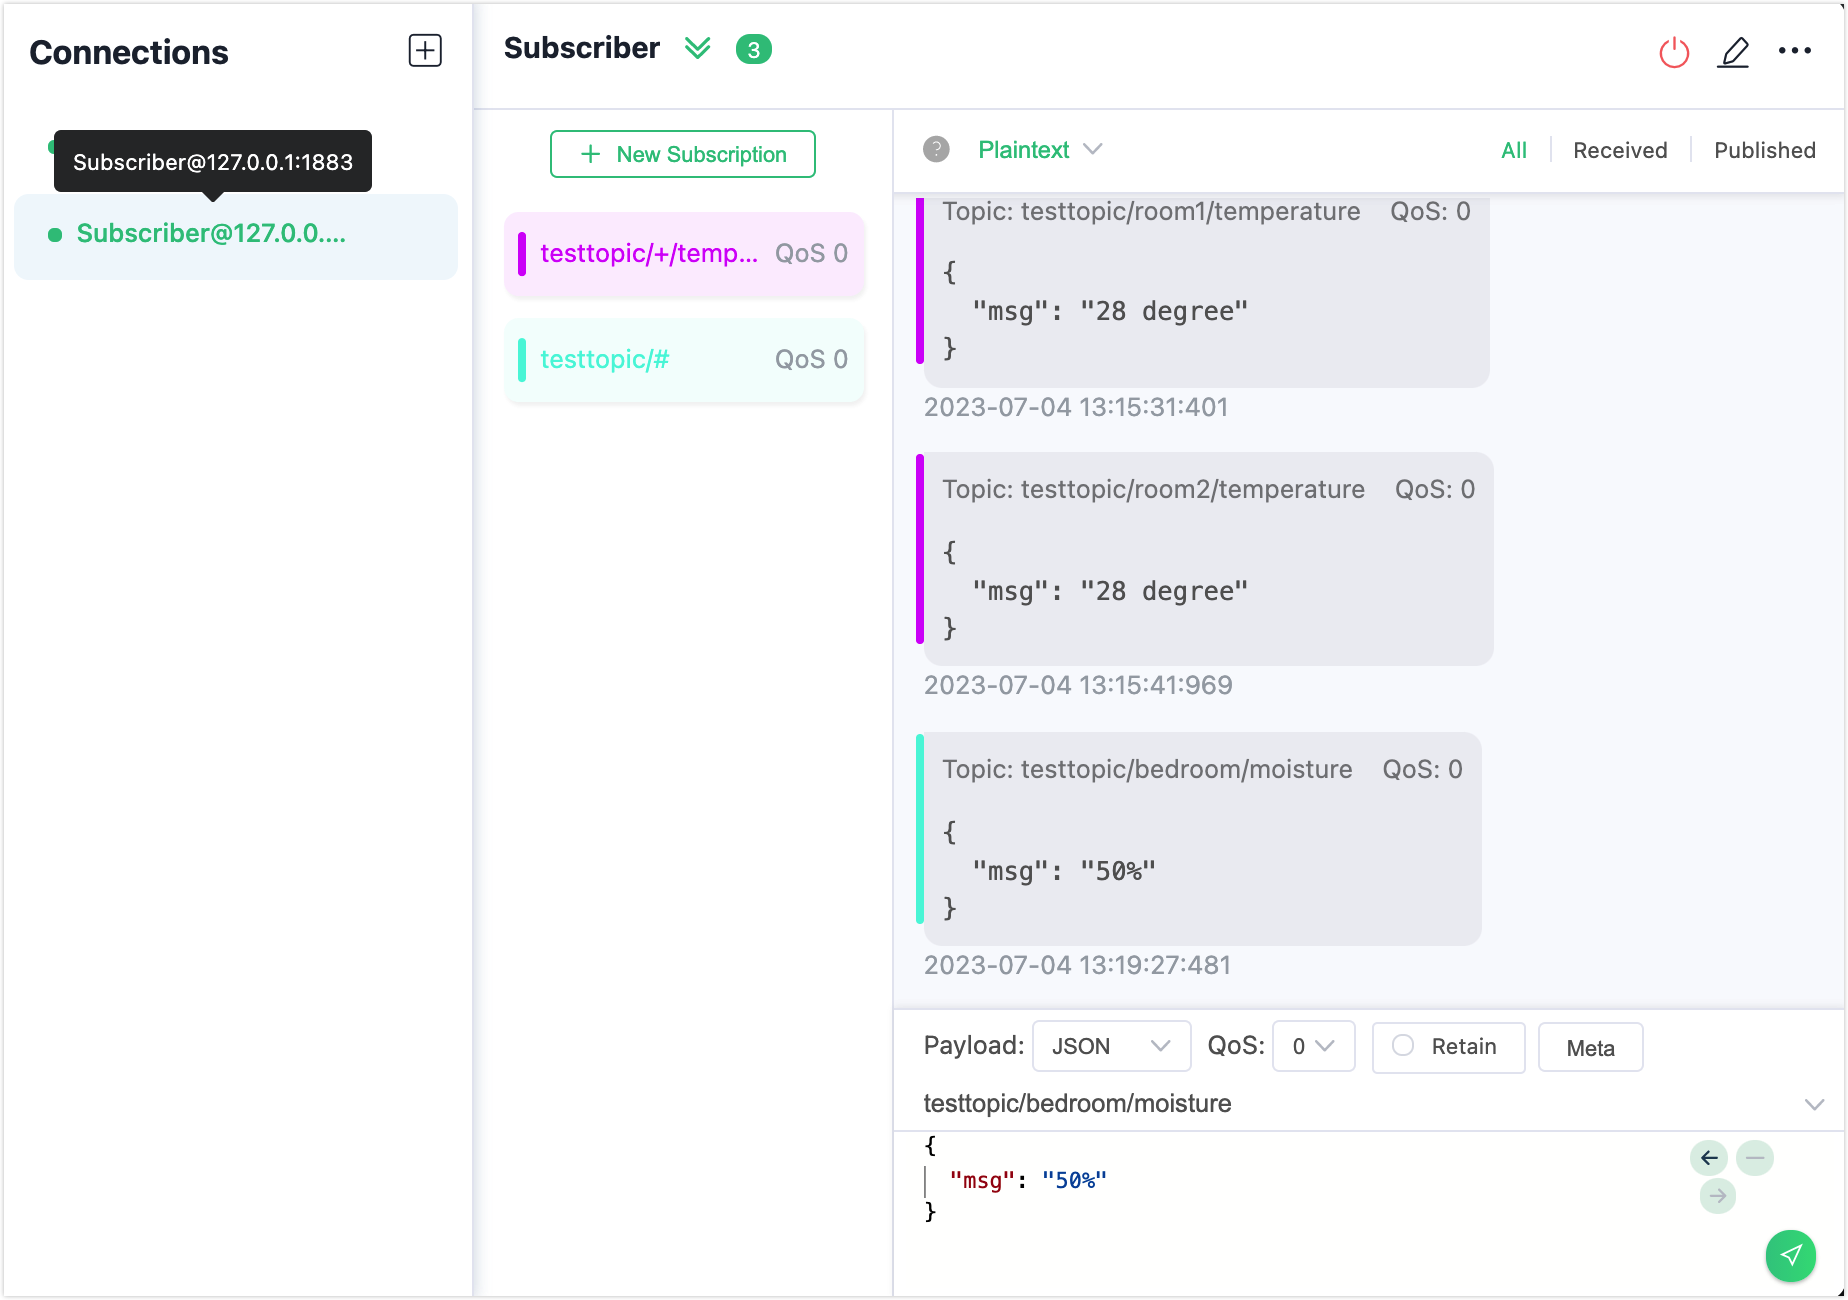 Connections
Subscriber@127.0.0.1:1883
Subscriber@127.0.0....
Subscriber 3
+ New Subscription
testtopic/+/temp... QoS 0
testtopic/# QoS 0
? Plaintext
All Received Published
Topic: testtopic/room1/temperature QoS: 0
{
"msg": "28 degree"
}
2023-07-04 13:15:31:401
Topic: testtopic/room2/temperature QoS: 0
{
"msg": "28 degree"
}
2023-07-04 13:15:41:969
Topic: testtopic/bedroom/moisture QoS: 0
{
"msg": "50%"
}
2023-07-04 13:19:27:481
Payload: JSON QoS: 0 Retain Meta
testtopic/bedroom/moisture
{
"msg": "50%"
}